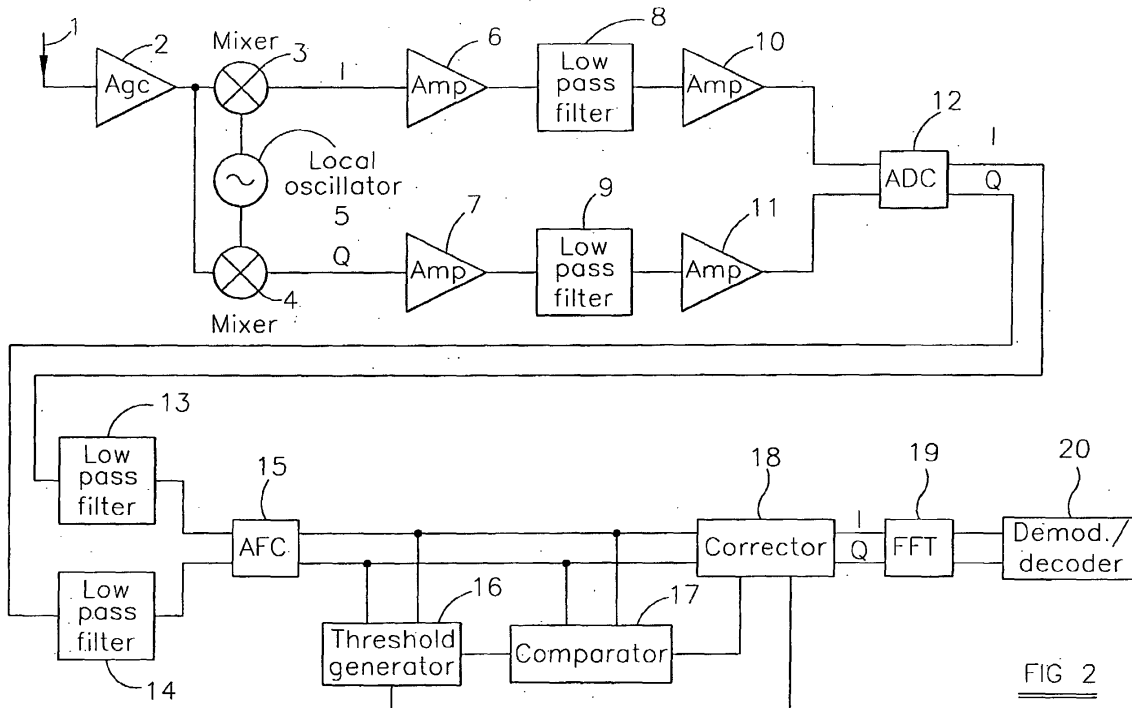 1
2
Agc
Mixer
3
I
6
Amp
8
Low
pass
filter
10
Amp
12
ADC
I
Q
Local
oscillator
5
Q
4
Mixer
7
Amp
9
Low
pass
filter
11
Amp
13
Low
pass
filter
14
Low
pass
filter
15
AFC
16
Threshold
generator
17
Comparator
18
Corrector
I
Q
19
FFT
20
Demod./
decoder
FIG 2